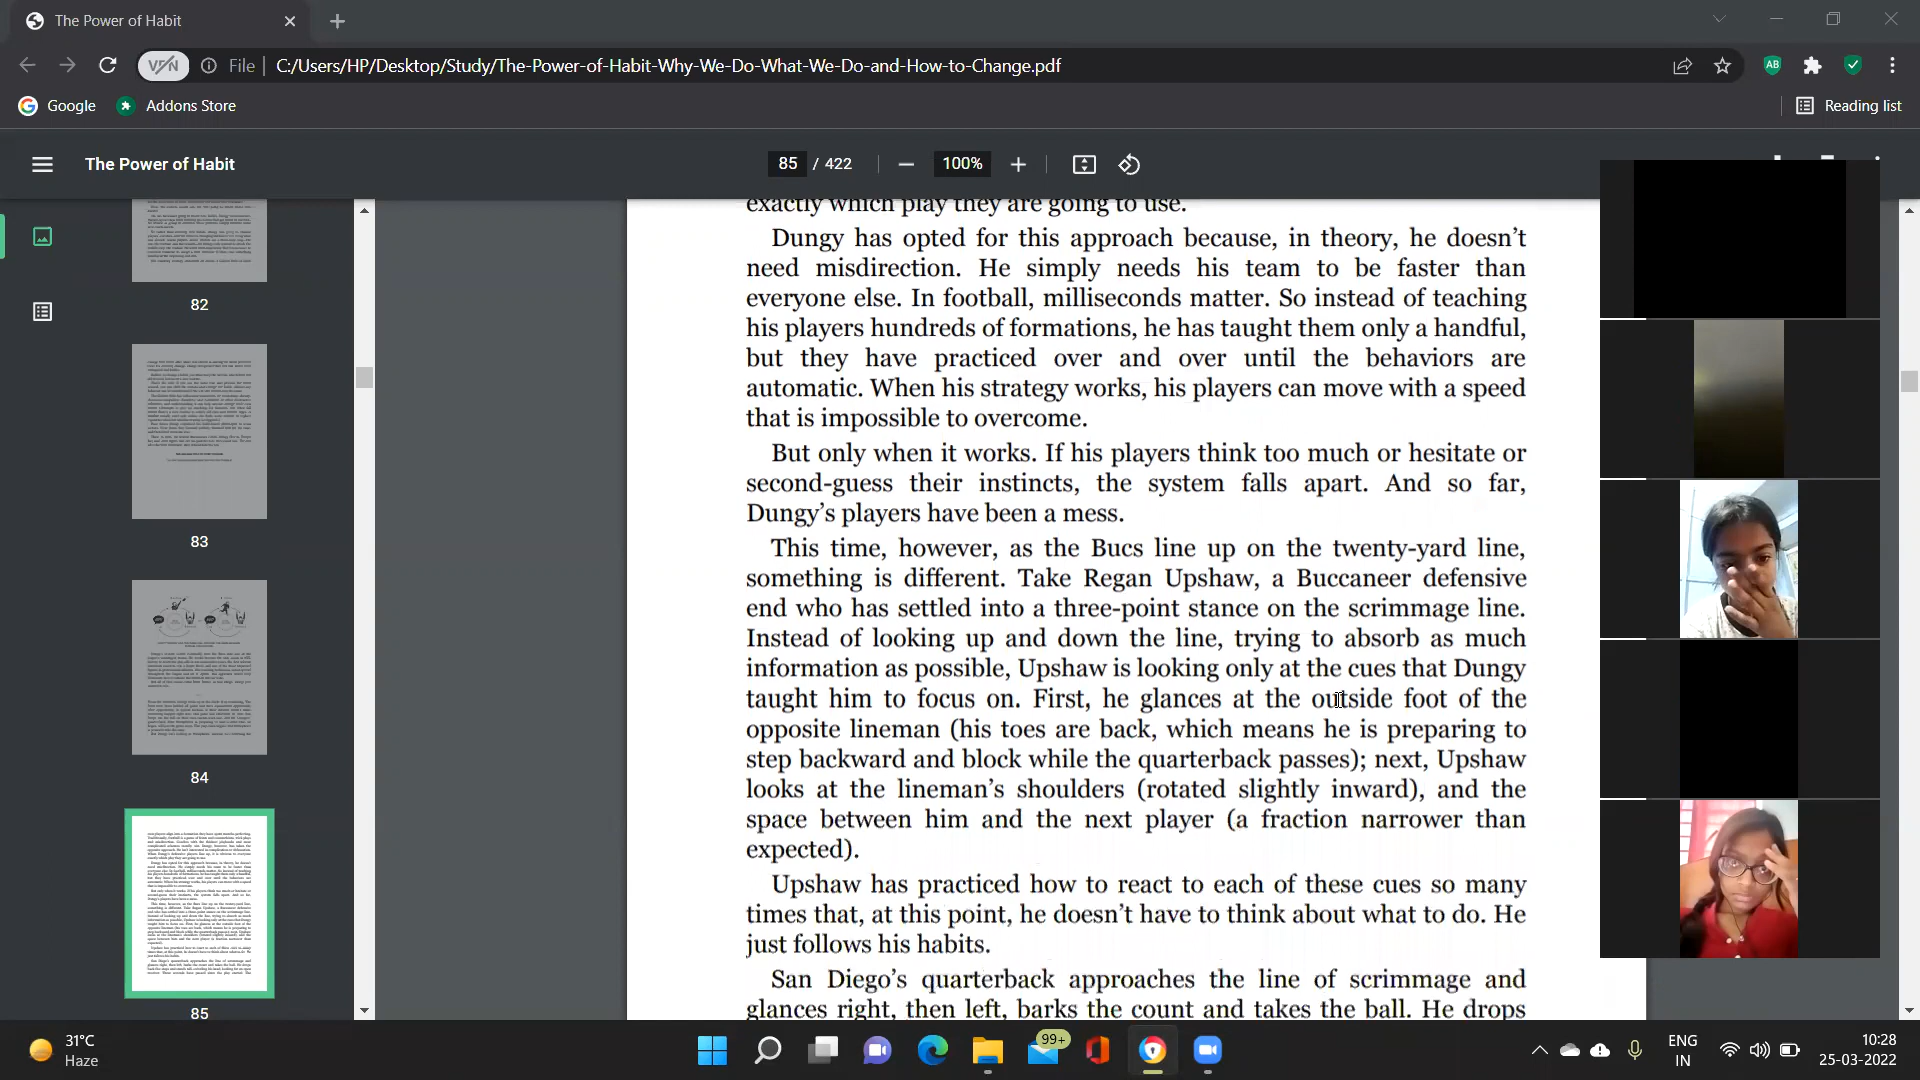 The Power of Habit
VPN
File
C:/Users/HP/Desktop/Study/The-Power-of-Habit-Why-We-Do-What-We-Do-and-How-to-Change.pdf
AB
Google
Addons Store
Reading list
The Power of Habit
85 / 422
100%
82
83
84
85
exactly which play they are going to use.
Dungy has opted for this approach because, in theory, he doesn’t
need misdirection. He simply needs his team to be faster than
everyone else. In football, milliseconds matter. So instead of teaching
his players hundreds of formations, he has taught them only a handful,
but they have practiced over and over until the behaviors are
automatic. When his strategy works, his players can move with a speed
that is impossible to overcome.
But only when it works. If his players think too much or hesitate or
second-guess their instincts, the system falls apart. And so far,
Dungy’s players have been a mess.
This time, however, as the Bucs line up on the twenty-yard line,
something is different. Take Regan Upshaw, a Buccaneer defensive
end who has settled into a three-point stance on the scrimmage line.
Instead of looking up and down the line, trying to absorb as much
information as possible, Upshaw is looking only at the cues that Dungy
taught him to focus on. First, he glances at the outside foot of the
opposite lineman (his toes are back, which means he is preparing to
step backward and block while the quarterback passes); next, Upshaw
looks at the lineman’s shoulders (rotated slightly inward), and the
space between him and the next player (a fraction narrower than
expected).
Upshaw has practiced how to react to each of these cues so many
times that, at this point, he doesn’t have to think about what to do. He
just follows his habits.
San Diego’s quarterback approaches the line of scrimmage and
glances right, then left, barks the count and takes the ball. He drops
31°C
Haze
99+
ENG
IN
10:28
25-03-2022